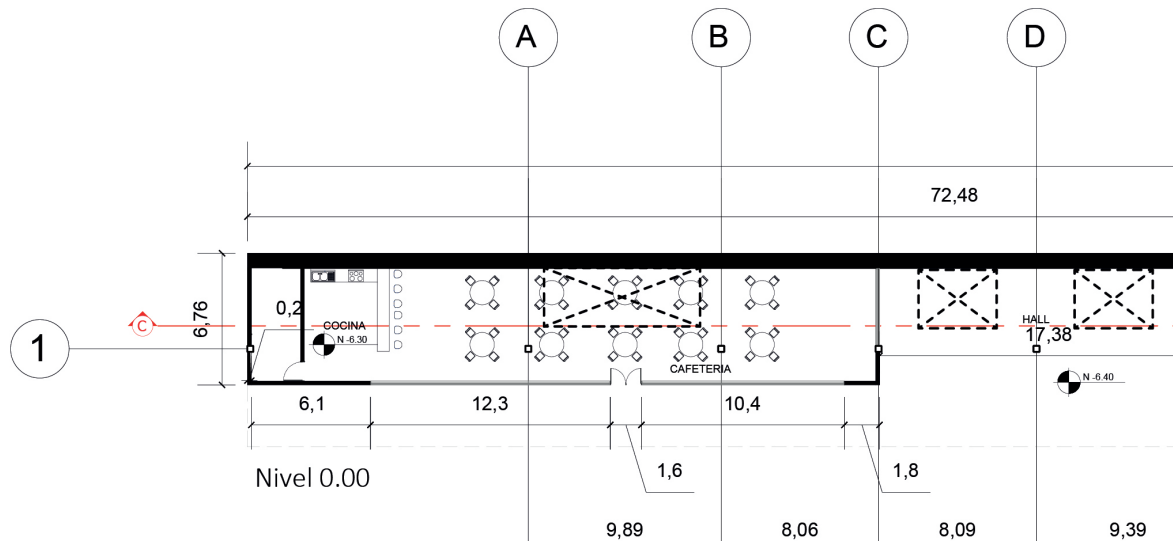 A B C D
72,48
6,76
C
0,2
COCINA
N -6.30
1
HALL
17,38
CAFETERIA
N -6.40
6,1 12,3 10,4
1,6 1,8
Nivel 0.00
9,89 8,06 8,09 9,39